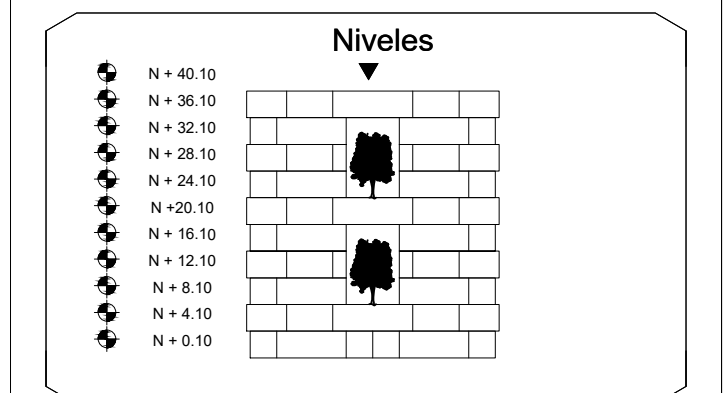 Niveles
N + 40.10
N + 36.10
N + 32.10
N + 28.10
N + 24.10
N +20.10
N + 16.10
N + 12.10
N + 8.10
N + 4.10
N + 0.10